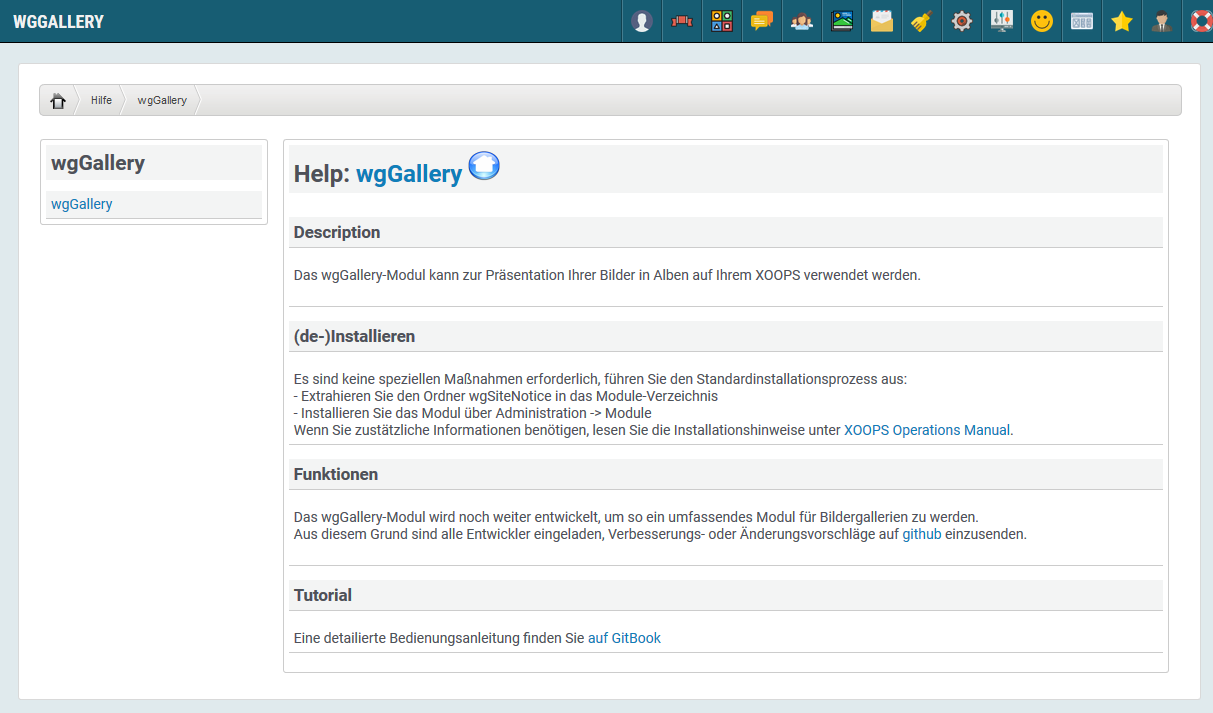 WGGALLERY
Hilfe
wgGallery
wgGallery
wgGallery
Help: wgGallery
Description
Das wgGallery-Modul kann zur Präsentation Ihrer Bilder in Alben auf Ihrem XOOPS verwendet werden.
(de-)Installieren
Es sind keine speziellen Maßnahmen erforderlich, führen Sie den Standardinstallationsprozess aus:
- Extrahieren Sie den Ordner wgSiteNotice in das Module-Verzeichnis
- Installieren Sie das Modul über Administration -> Module
Wenn Sie zustätzliche Informationen benötigen, lesen Sie die Installationshinweise unter XOOPS Operations Manual.
Funktionen
Das wgGallery-Modul wird noch weiter entwickelt, um so ein umfassendes Modul für Bildergallerien zu werden.
Aus diesem Grund sind alle Entwickler eingeladen, Verbesserungs- oder Änderungsvorschläge auf github einzusenden.
Tutorial
Eine detailierte Bedienungsanleitung finden Sie auf GitBook